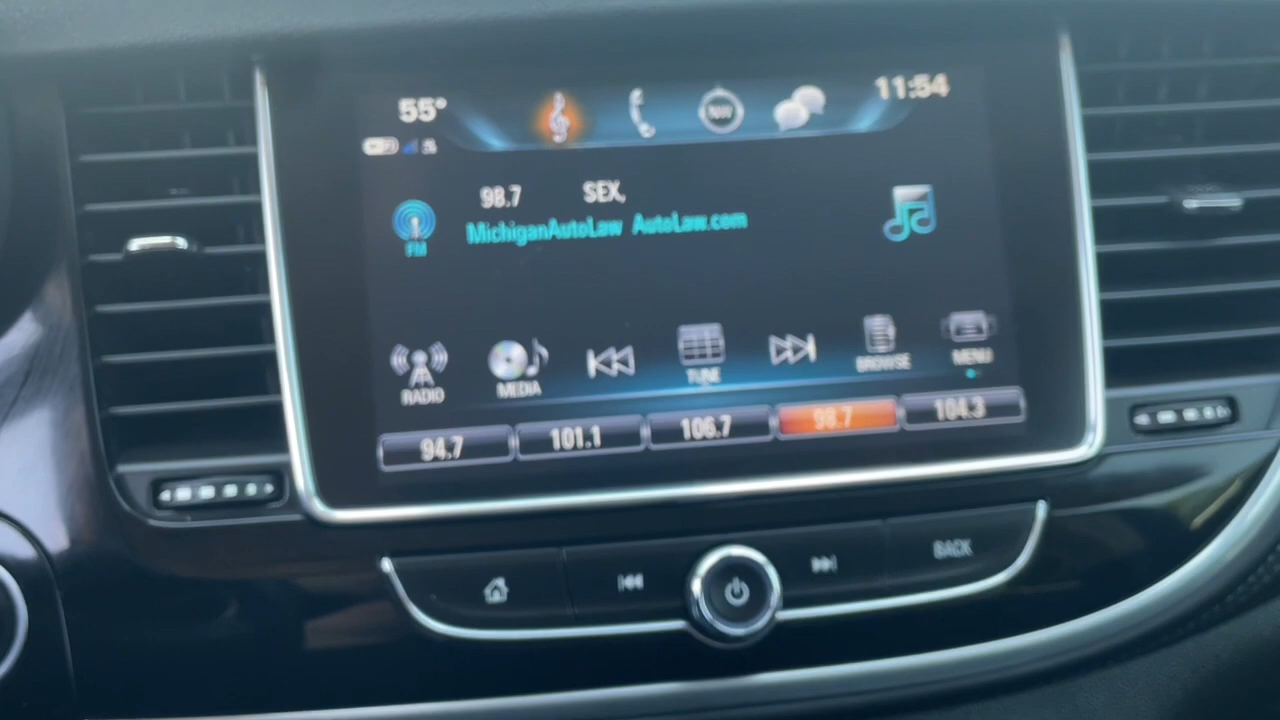 55° 11:54
NW
98.7 SEX,
FM
MichiganAutoLaw AutoLaw.com
RADIO MEDIA TUNE BROWSE MENU
94.7 101.1 106.7 98.7 104.3
BACK